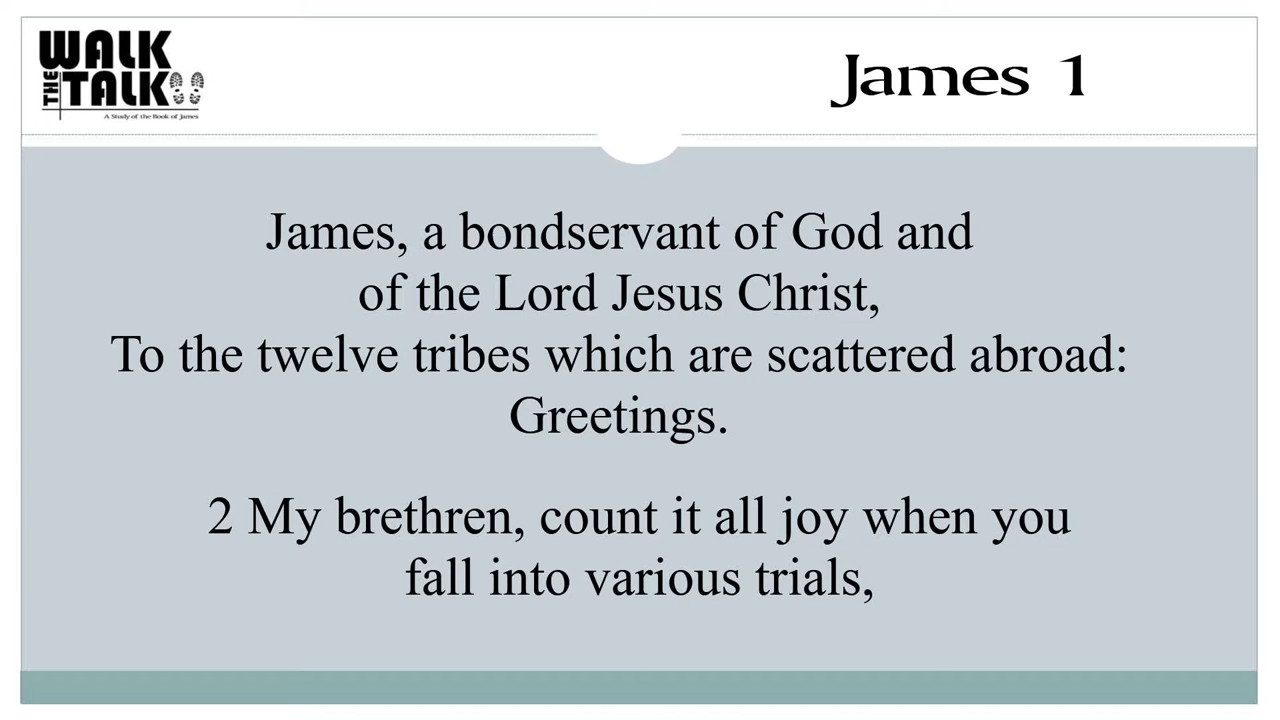 WALK
THE
TALK
A Study of the Book of James
James 1
James, a bondservant of God and
of the Lord Jesus Christ,
To the twelve tribes which are scattered abroad:
Greetings.
2 My brethren, count it all joy when you
fall into various trials,